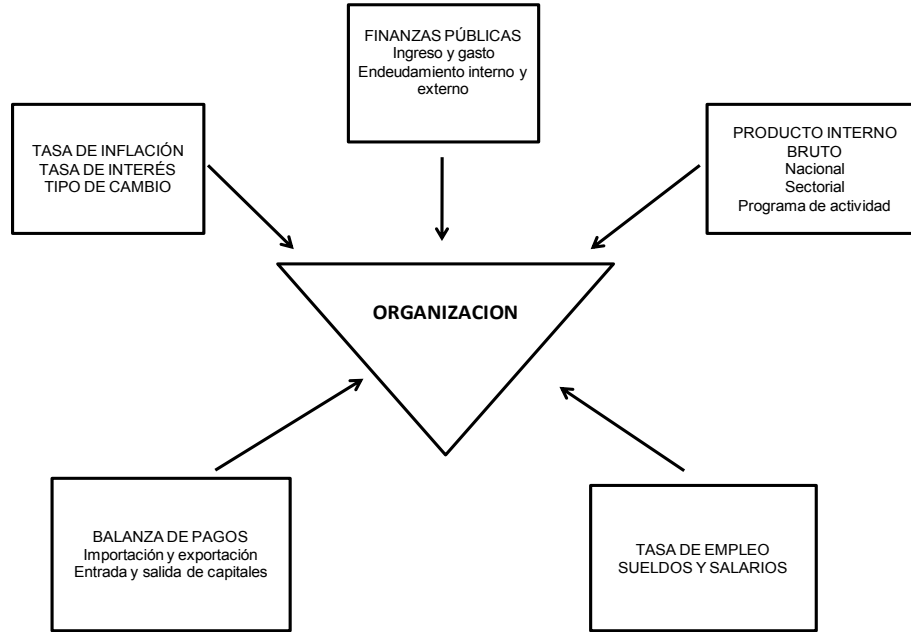 FINANZAS PÚBLICAS
Ingreso y gasto
Endeudamiento interno y
externo
TASA DE INFLACIÓN
TASA DE INTERÉS
TIPO DE CAMBIO
PRODUCTO INTERNO
BRUTO
Nacional
Sectorial
Programa de actividad
ORGANIZACION
BALANZA DE PAGOS
Importación y exportación
Entrada y salida de capitales
TASA DE EMPLEO
SUELDOS Y SALARIOS